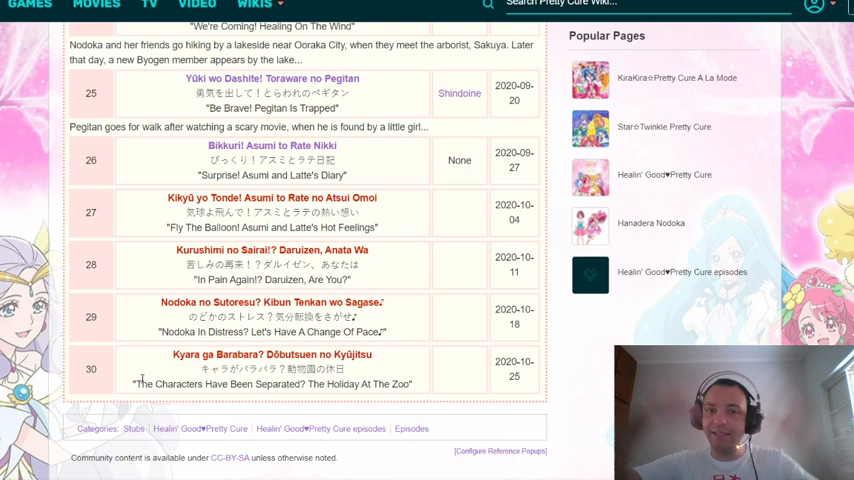 GAMES MOVIES TV VIDEO WIKIS Search Pretty Cure Wiki...
"We're Coming! Healing On The Wind"
Nodoka and her friends go hiking by a lakeside near Ooraka City, when they meet the arborist, Sakuya. Later
that day, a new Byogen member appears by the lake...
25
Yūki wo Dashite! Toraware no Pegitan
勇気を出して！とらわれのペギタン
"Be Brave! Pegitan Is Trapped"
Shindoine
2020-09-
20
Pegitan goes for walk after watching a scary movie, when he is found by a little girl...
26
Bikkuri! Asumi to Rate Nikki
びっくり！アスミとラテ日記
"Surprise! Asumi and Latte's Diary"
None
2020-09-
27
27
Kikyū yo Tonde! Asumi to Rate no Atsui Omoi
気球よ飛んで！アスミとラテの熱い想い
"Fly The Balloon! Asumi and Latte's Hot Feelings"
2020-10-
04
28
Kurushimi no Sairai!? Daruizen, Anata Wa
苦しみの再来！？ダルイゼン、あなたは
"In Pain Again!? Daruizen, Are You?"
2020-10-
11
29
Nodoka no Sutoresu? Kibun Tenkan wo Sagase♪
のどかのストレス？気分転換をさがせ♪
"Nodoka In Distress? Let's Have A Change Of Pace♪"
2020-10-
18
30
Kyara ga Barabara? Dōbutsuen no Kyūjitsu
キャラがバラバラ？動物園の休日
"The Characters Have Been Separated? The Holiday At The Zoo"
2020-10-
25
Categories: Stubs Healin' Good♥Pretty Cure Healin' Good♥Pretty Cure episodes Episodes
Community content is available under CC-BY-SA unless otherwise noted.
[Configure Reference Popups]
Popular Pages
KiraKira☆Pretty Cure A La Mode
Star☆Twinkle Pretty Cure
Healin' Good♥Pretty Cure
Hanadera Nodoka
Healin' Good♥Pretty Cure episodes